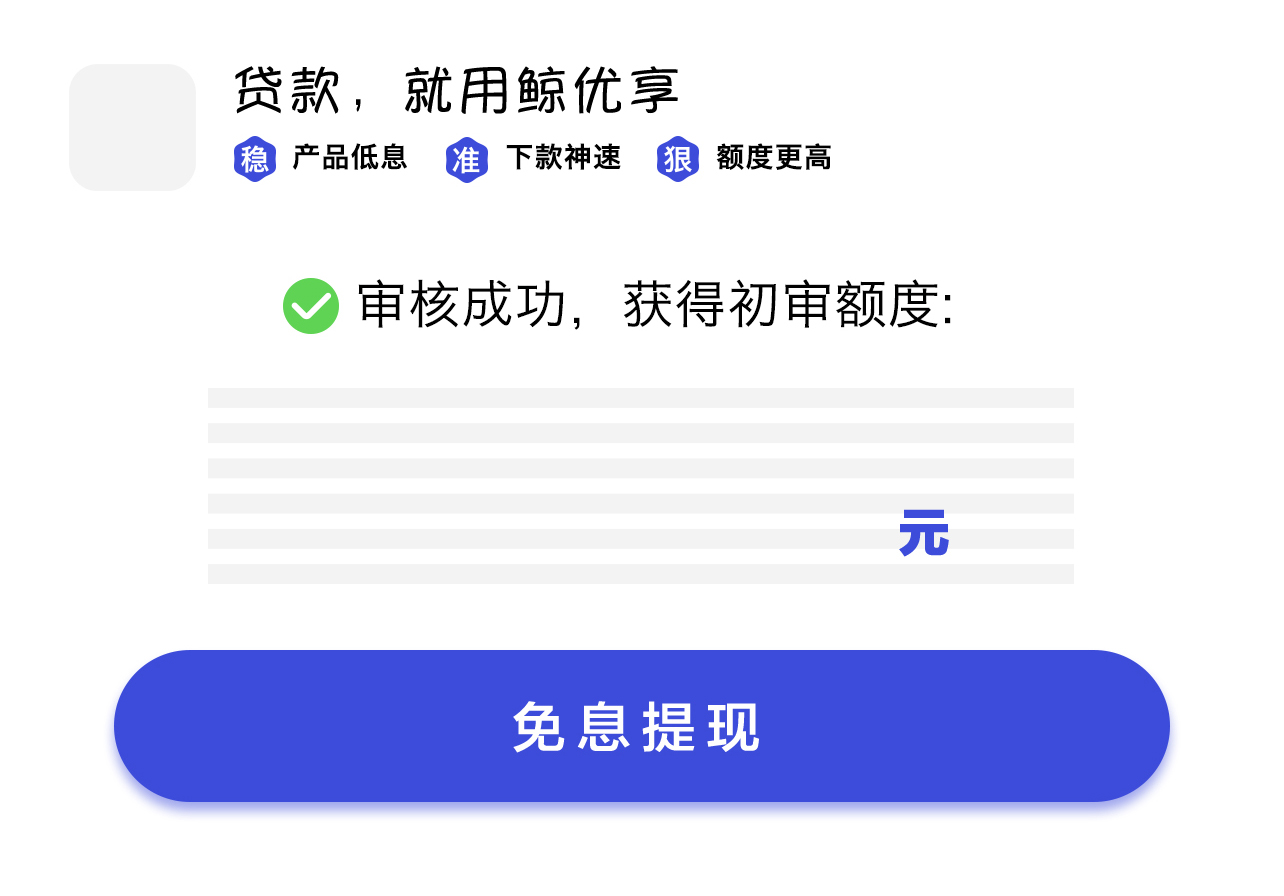 贷款，就用鲸优享
稳 产品低息 准 下款神速 狠 额度更高
审核成功，获得初审额度:
元
免息提现